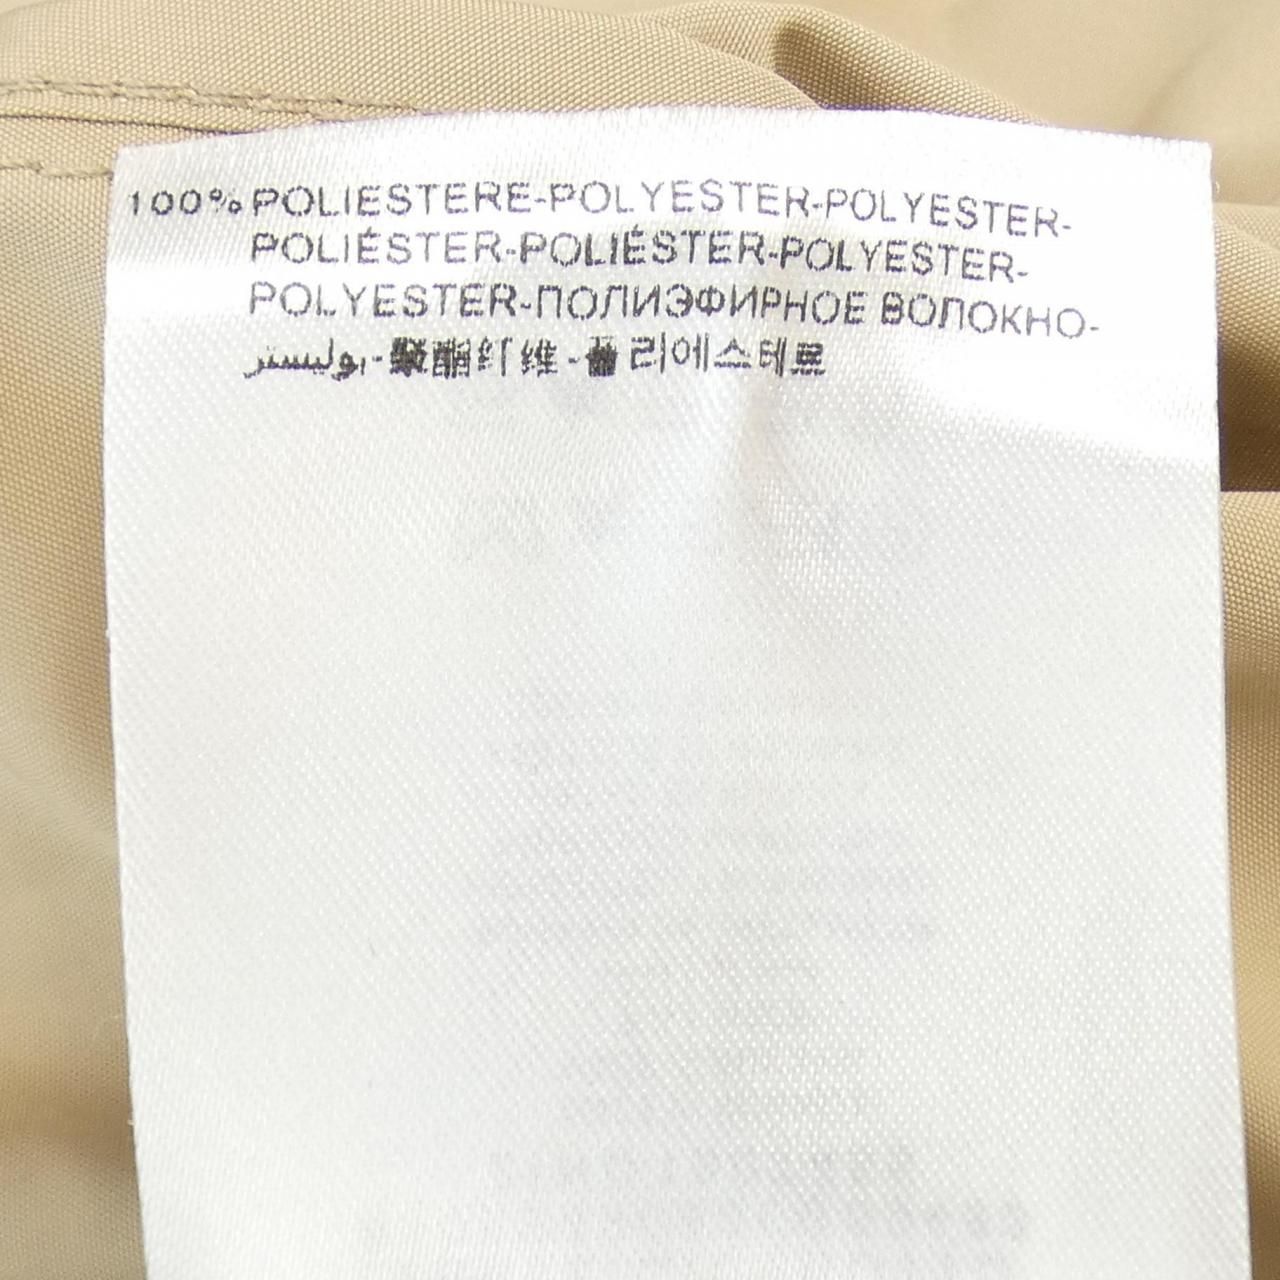 100% POLIESTERE-POLYESTER-POLYESTER-
POLIÉSTER-POLIÉSTER-POLYESTER-
POLYESTER-ПОЛИЭФИРНОЕ ВОЛОКНО-
بوليستر-聚酯纤维-폴리에스테르